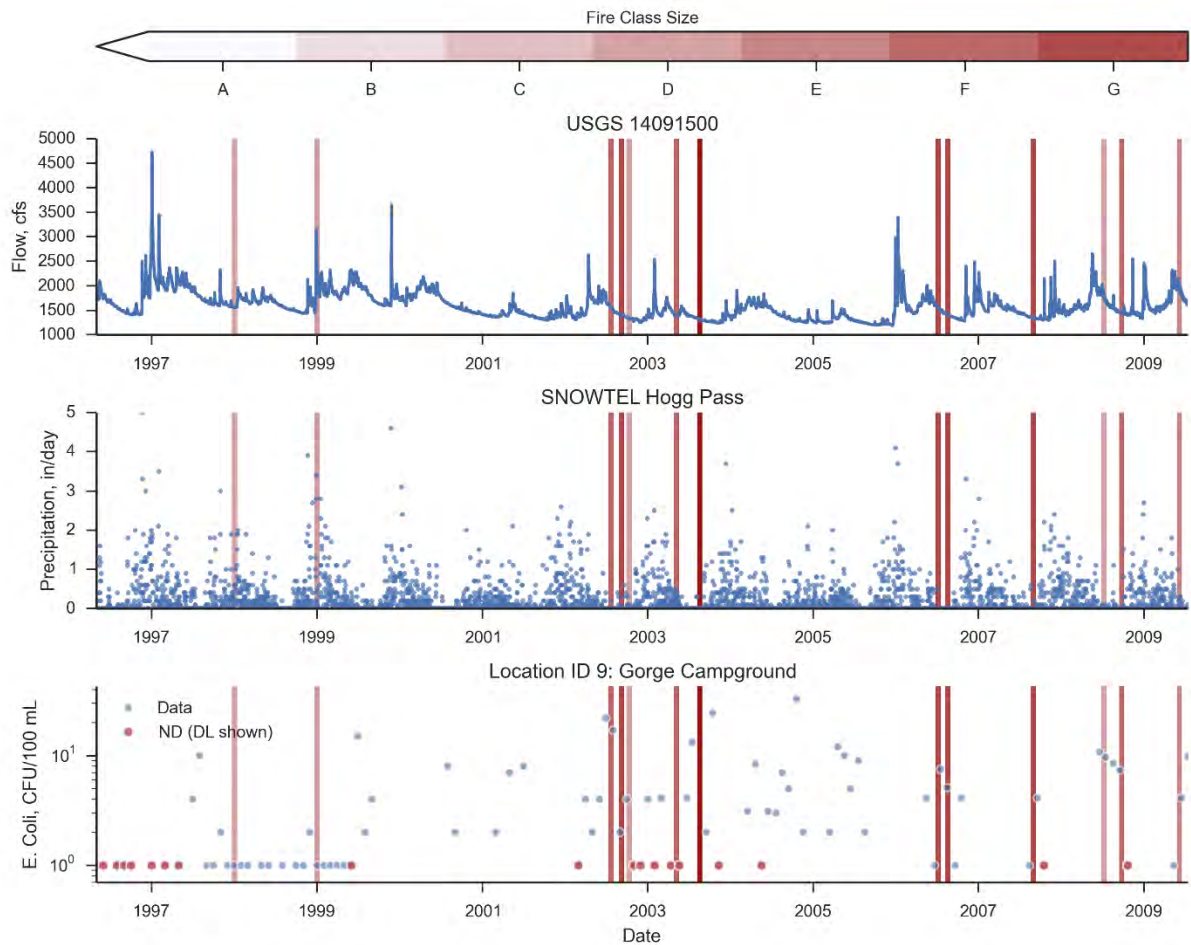 Fire Class Size
A B C D E F G
USGS 14091500
5000
4500
4000
3500
3000
2500
2000
1500
1000
Flow, cfs
1997 1999 2001 2003 2005 2007 2009
SNOWTEL Hogg Pass
5
4
3
2
1
0
Precipitation, in/day
1997 1999 2001 2003 2005 2007 2009
Location ID 9: Gorge Campground
Data
ND (DL shown)
10¹
10⁰
E. Coli, CFU/100 mL
1997 1999 2001 2003 2005 2007 2009
Date